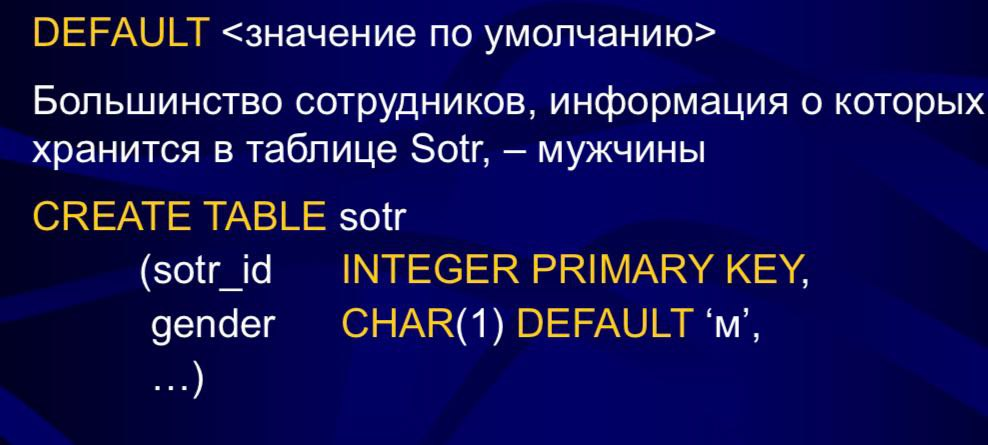 DEFAULT <значение по умолчанию>
Большинство сотрудников, информация о которых
хранится в таблице Sotr, – мужчины
CREATE TABLE sotr
(sotr_id INTEGER PRIMARY KEY,
gender CHAR(1) DEFAULT ‘м’,
…)